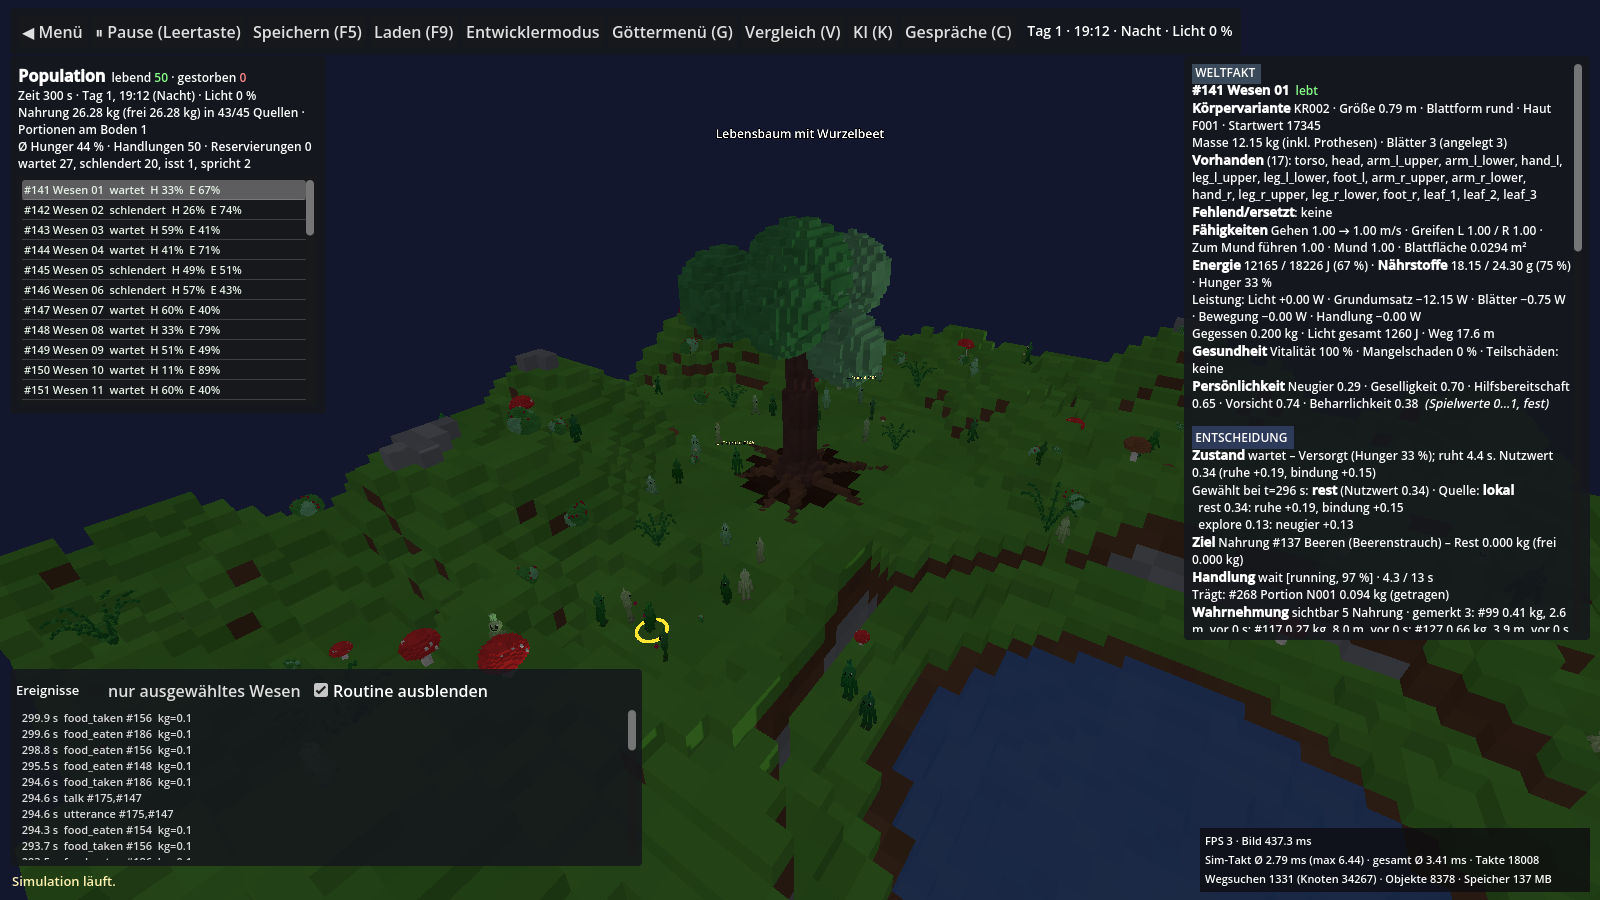 ◀ Menü ⏸ Pause (Leertaste) Speichern (F5) Laden (F9) Entwicklermodus Göttermenü (G) Vergleich (V) KI (K) Gespräche (C) Tag 1 · 19:12 · Nacht · Licht 0 %
Population lebend 50 · gestorben 0
Zeit 300 s · Tag 1, 19:12 (Nacht) · Licht 0 %
Nahrung 26.28 kg (frei 26.28 kg) in 43/45 Quellen ·
Portionen am Boden 1
Ø Hunger 44 % · Handlungen 50 · Reservierungen 0
wartet 27, schlendert 20, isst 1, spricht 2
#141 Wesen 01 wartet H 33% E 67%
#142 Wesen 02 schlendert H 26% E 74%
#143 Wesen 03 wartet H 59% E 41%
#144 Wesen 04 wartet H 41% E 71%
#145 Wesen 05 schlendert H 49% E 51%
#146 Wesen 06 schlendert H 57% E 43%
#147 Wesen 07 wartet H 60% E 40%
#148 Wesen 08 wartet H 33% E 79%
#149 Wesen 09 wartet H 51% E 49%
#150 Wesen 10 wartet H 11% E 89%
#151 Wesen 11 wartet H 60% E 40%
Lebensbaum mit Wurzelbeet
WELTFAKT
#141 Wesen 01 lebt
Körpervariante KR002 · Größe 0.79 m · Blattform rund · Haut
F001 · Startwert 17345
Masse 12.15 kg (inkl. Prothesen) · Blätter 3 (angelegt 3)
Vorhanden (17): torso, head, arm_l_upper, arm_l_lower, hand_l,
leg_l_upper, leg_l_lower, foot_l, arm_r_upper, arm_r_lower,
hand_r, leg_r_upper, leg_r_lower, foot_r, leaf_1, leaf_2, leaf_3
Fehlend/ersetzt: keine
Fähigkeiten Gehen 1.00 → 1.00 m/s · Greifen L 1.00 / R 1.00 ·
Zum Mund führen 1.00 · Mund 1.00 · Blattfläche 0.0294 m²
Energie 12165 / 18226 J (67 %) · Nährstoffe 18.15 / 24.30 g (75 %)
· Hunger 33 %
Leistung: Licht +0.00 W · Grundumsatz −12.15 W · Blätter −0.75 W
· Bewegung −0.00 W · Handlung −0.00 W
Gegessen 0.200 kg · Licht gesamt 1260 J · Weg 17.6 m
Gesundheit Vitalität 100 % · Mangelschaden 0 % · Teilschäden:
keine
Persönlichkeit Neugier 0.29 · Geselligkeit 0.70 · Hilfsbereitschaft
0.65 · Vorsicht 0.74 · Beharrlichkeit 0.38 (Spielwerte 0…1, fest)
ENTSCHEIDUNG
Zustand wartet – Versorgt (Hunger 33 %); ruht 4.4 s. Nutzwert
0.34 (ruhe +0.19, bindung +0.15)
Gewählt bei t=296 s: rest (Nutzwert 0.34) · Quelle: lokal
rest 0.34: ruhe +0.19, bindung +0.15
explore 0.13: neugier +0.13
Ziel Nahrung #137 Beeren (Beerenstrauch) – Rest 0.000 kg (frei
0.000 kg)
Handlung wait [running, 97 %] · 4.3 / 13 s
Trägt: #268 Portion N001 0.094 kg (getragen)
Wahrnehmung sichtbar 5 Nahrung · gemerkt 3: #99 0.41 kg, 2.6
m, vor 0 s; #117 0.27 kg, 8.0 m, vor 0 s; #127 0.66 kg, 3.9 m, vor 0 s
Ereignisse nur ausgewähltes Wesen Routine ausblenden
299.9 s food_taken #156 kg=0.1
299.6 s food_eaten #186 kg=0.1
298.8 s food_eaten #156 kg=0.1
295.5 s food_eaten #148 kg=0.1
294.6 s food_taken #186 kg=0.1
294.6 s talk #175,#147
294.6 s utterance #175,#147
294.3 s food_eaten #154 kg=0.1
293.7 s food_eaten #156 kg=0.1
Simulation läuft.
FPS 3 · Bild 437.3 ms
Sim-Takt Ø 2.79 ms (max 6.44) · gesamt Ø 3.41 ms · Takte 18008
Wegsuchen 1331 (Knoten 34267) · Objekte 8378 · Speicher 137 MB